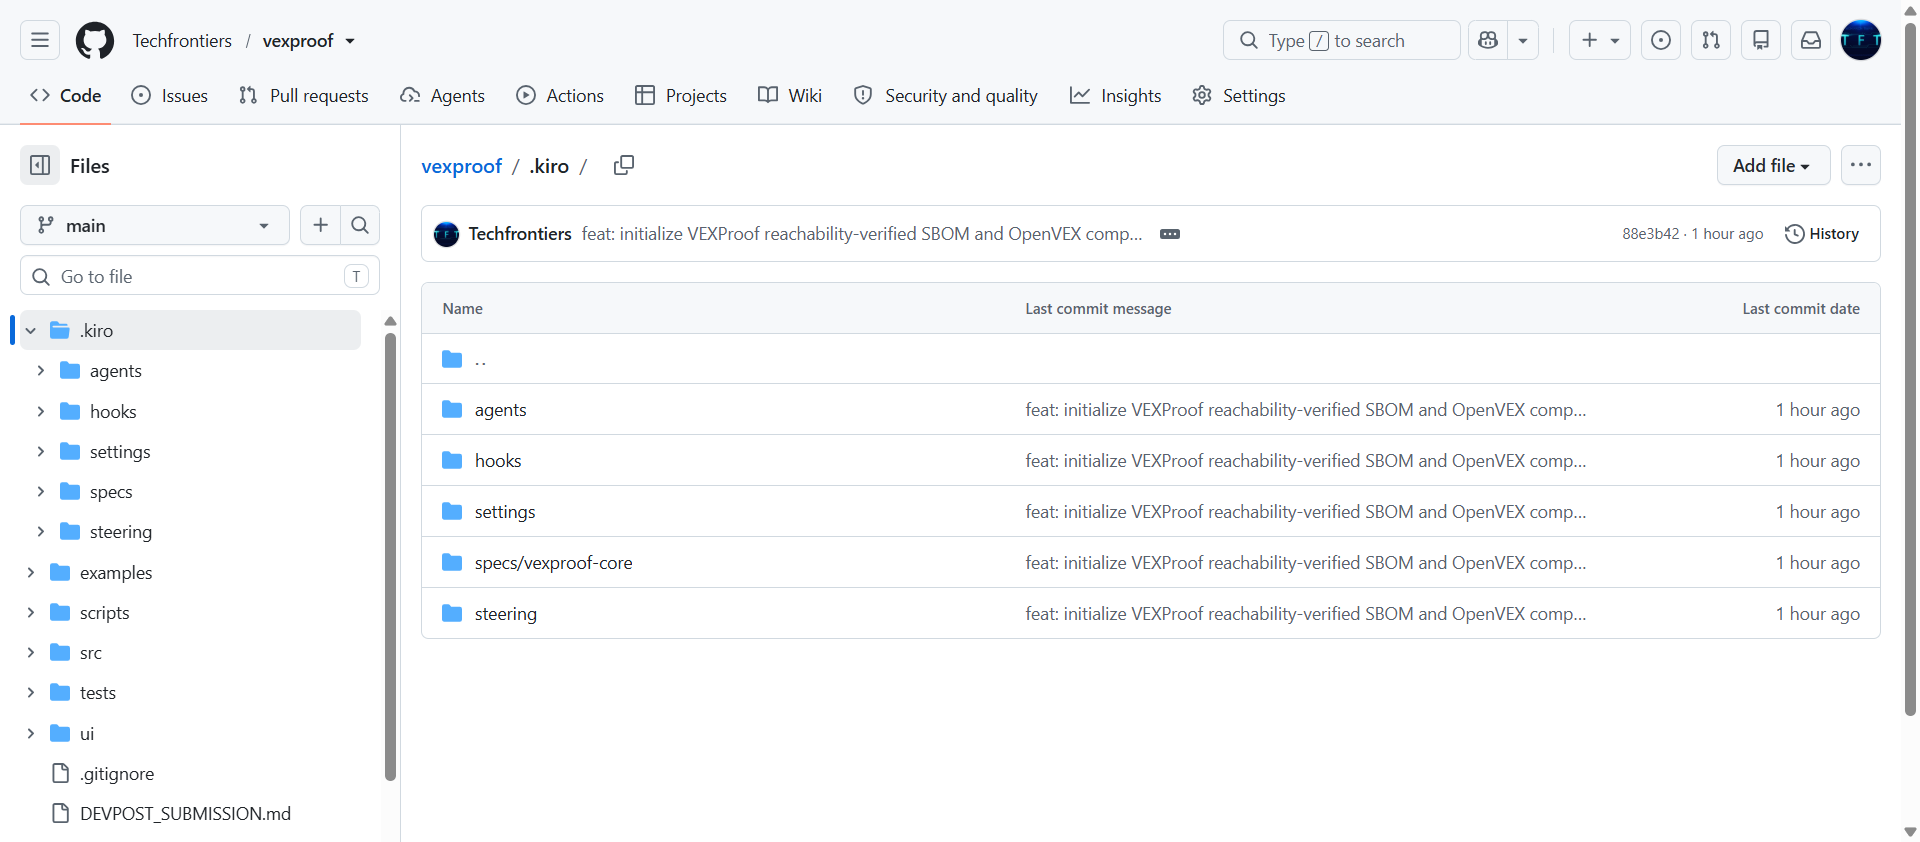 Techfrontiers / vexproof
Type / to search
TFT
Code
Issues
Pull requests
Agents
Actions
Projects
Wiki
Security and quality
Insights
Settings
Files
main
Go to file
T
.kiro
agents
hooks
settings
specs
steering
examples
scripts
src
tests
ui
.gitignore
DEVPOST_SUBMISSION.md
vexproof / .kiro /
Add file
TFT
Techfrontiers feat: initialize VEXProof reachability-verified SBOM and OpenVEX comp...
88e3b42 · 1 hour ago
History
Name Last commit message Last commit date
..
agents feat: initialize VEXProof reachability-verified SBOM and OpenVEX comp... 1 hour ago
hooks feat: initialize VEXProof reachability-verified SBOM and OpenVEX comp... 1 hour ago
settings feat: initialize VEXProof reachability-verified SBOM and OpenVEX comp... 1 hour ago
specs/vexproof-core feat: initialize VEXProof reachability-verified SBOM and OpenVEX comp... 1 hour ago
steering feat: initialize VEXProof reachability-verified SBOM and OpenVEX comp... 1 hour ago